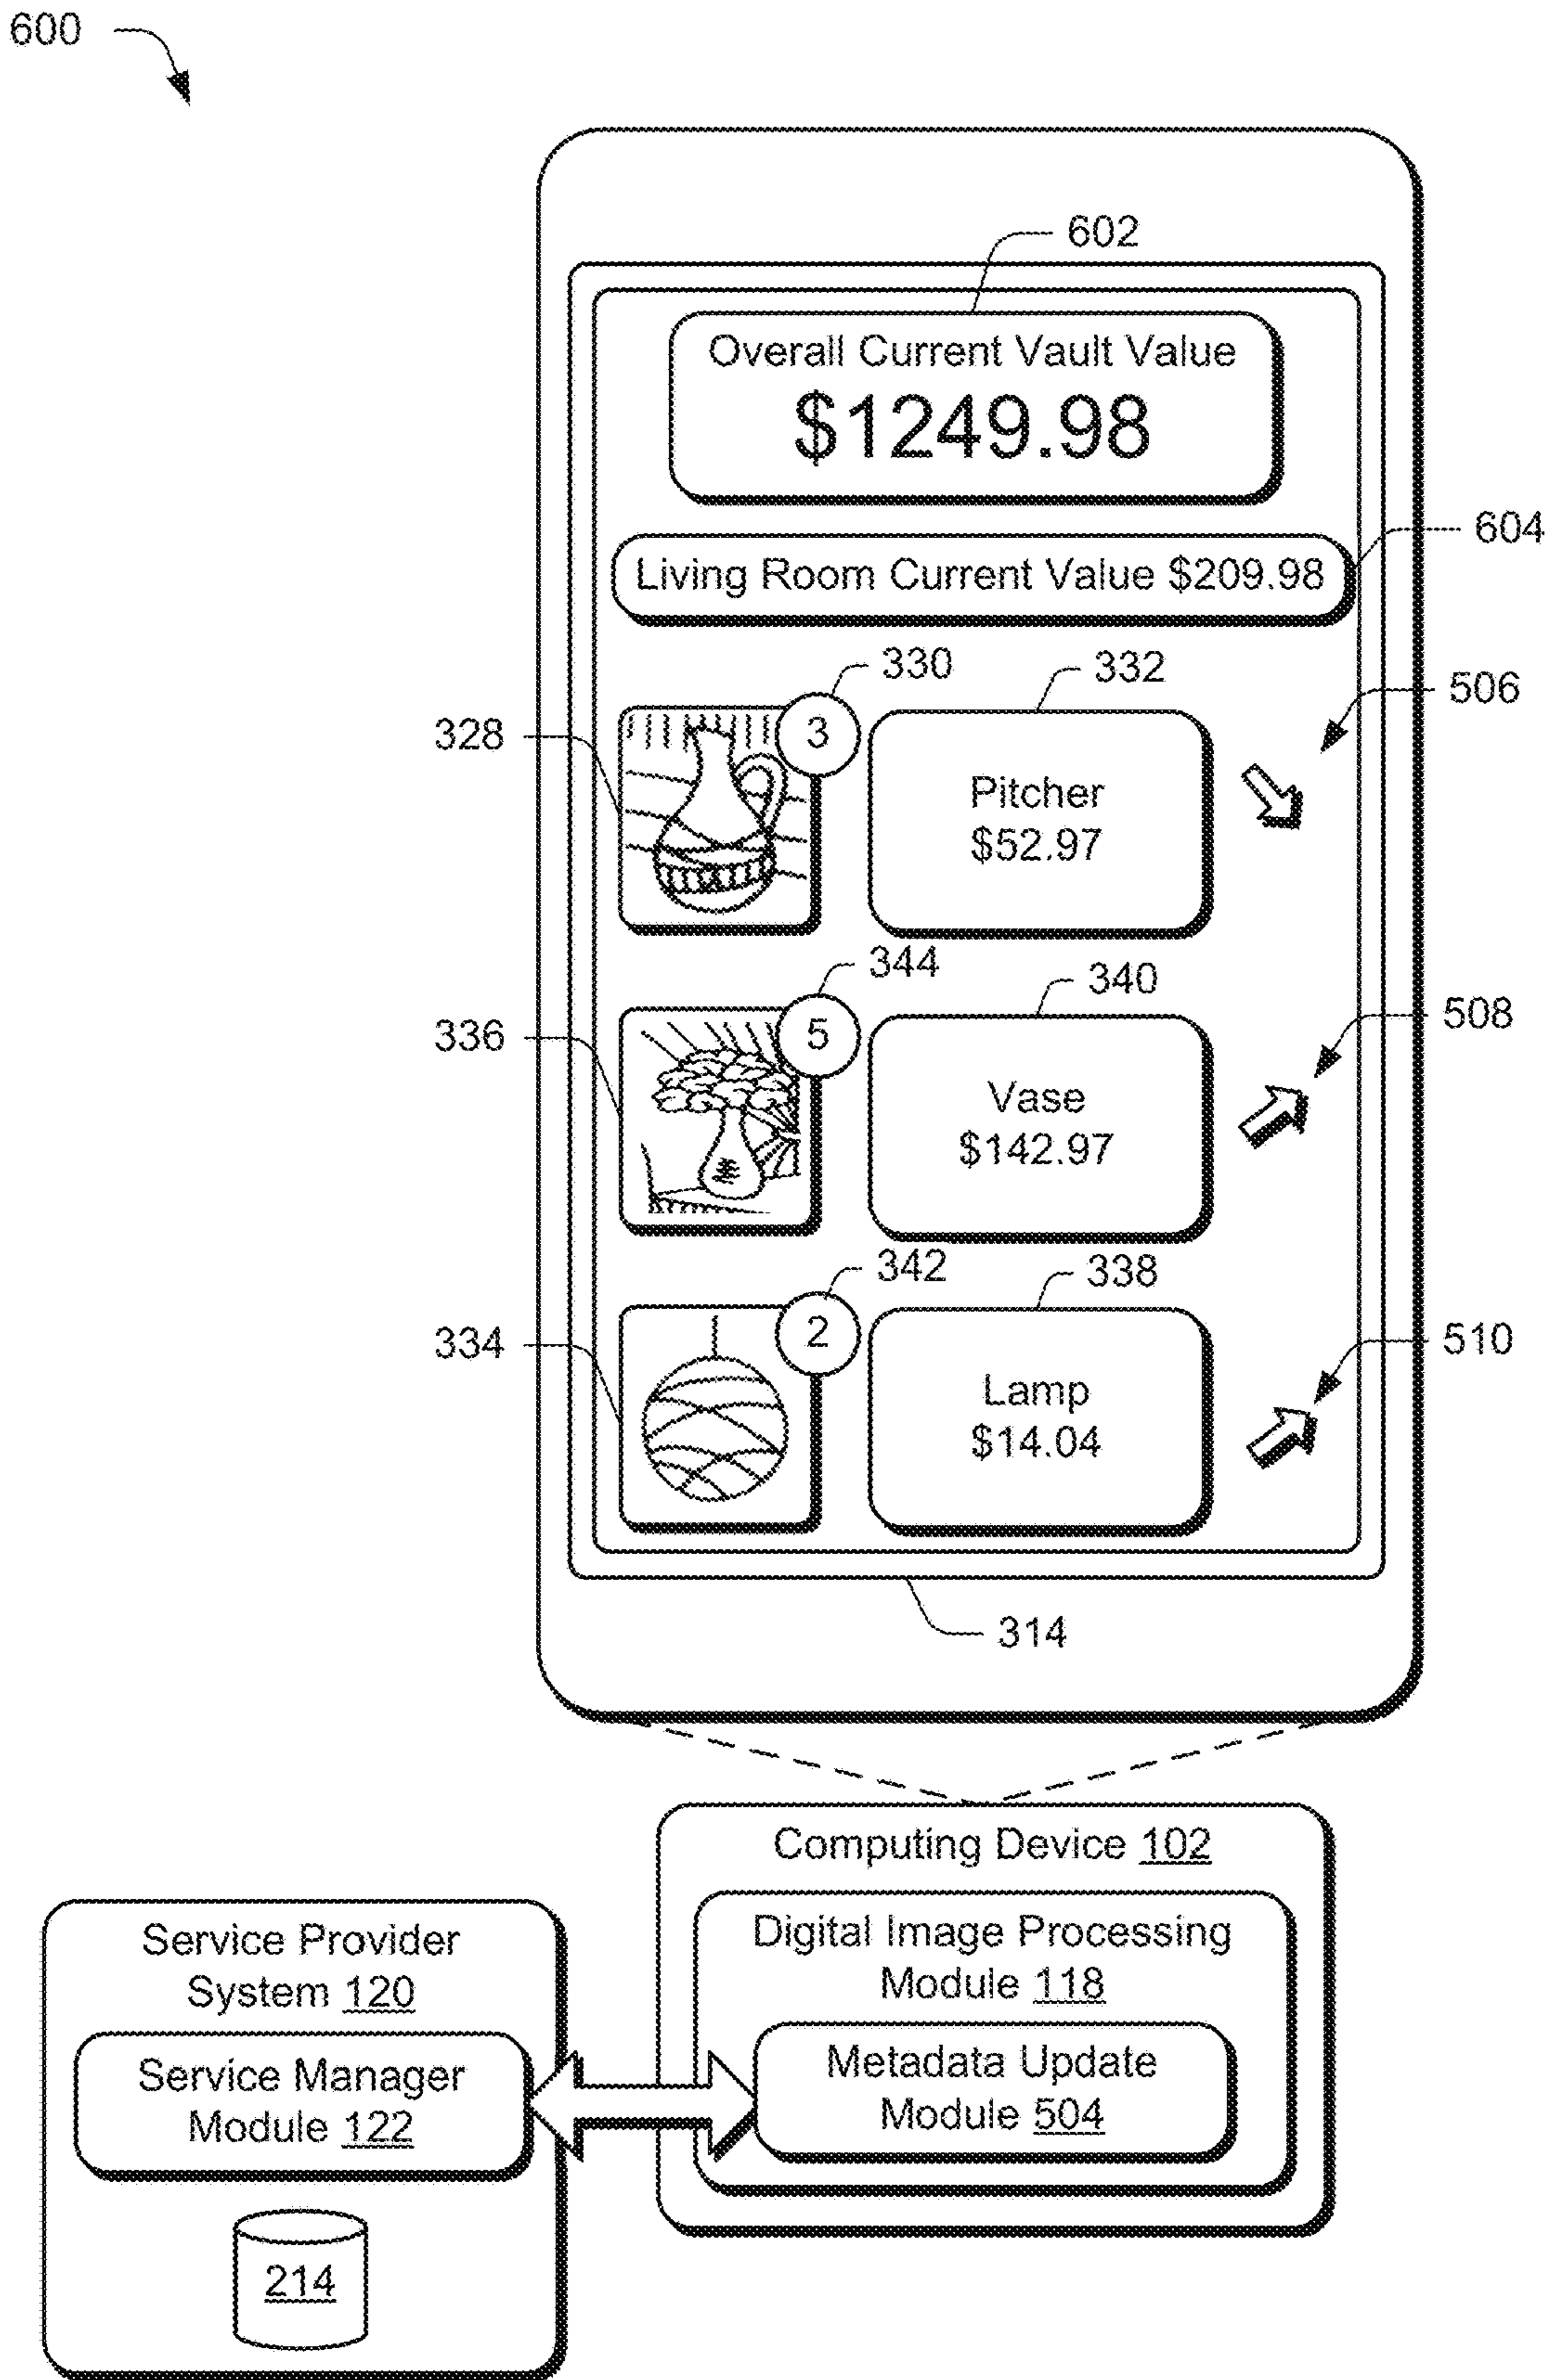 600
602
Overall Current Vault Value
$1249.98
604
Living Room Current Value $209.98
330
332
506
328
3
Pitcher
$52.97
344
340
508
336
5
Vase
$142.97
342
338
510
334
2
Lamp
$14.04
314
Computing Device 102
Digital Image Processing
Module 118
Metadata Update
Module 504
Service Provider
System 120
Service Manager
Module 122
214